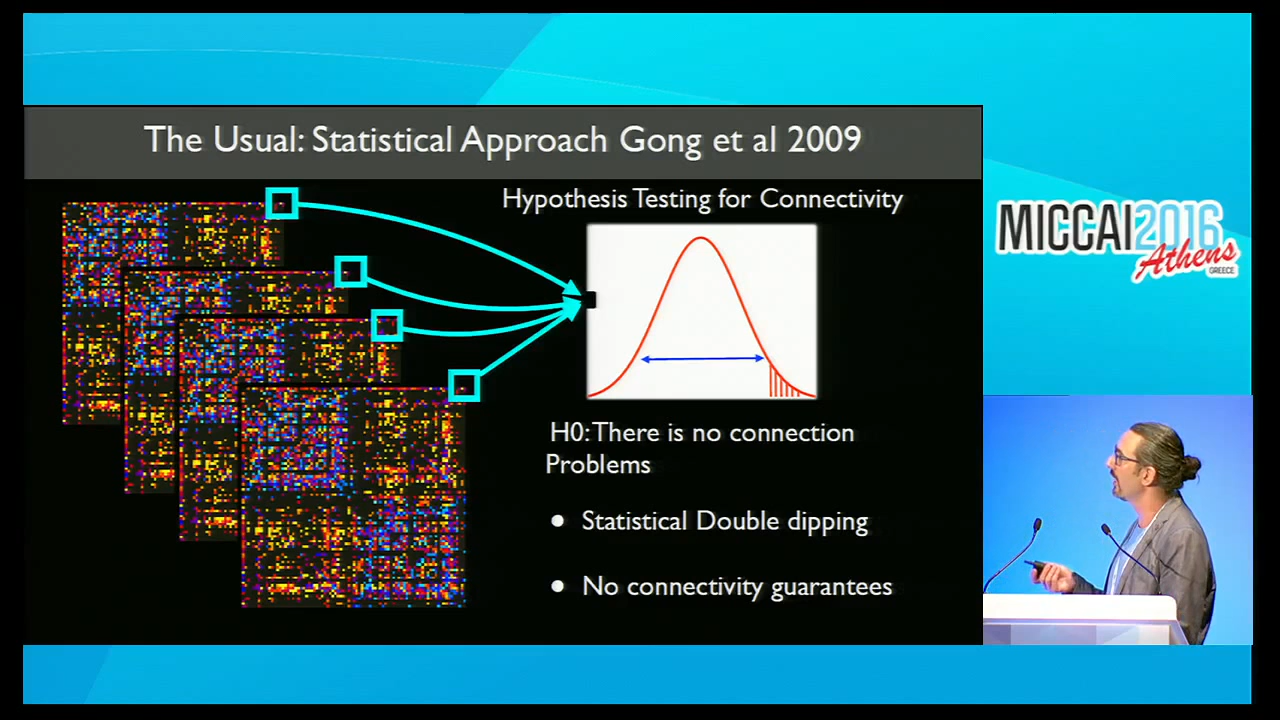 The Usual: Statistical Approach Gong et al 2009
Hypothesis Testing for Connectivity
H0: There is no connection
Problems
• Statistical Double dipping
• No connectivity guarantees
MICCAI2016
Athens
GREECE